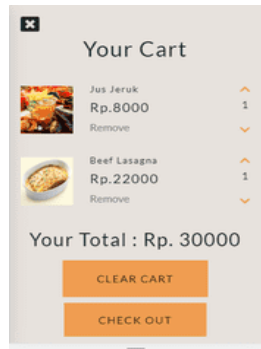 Your Cart
Jus Jeruk
Rp.8000
1
Remove
Beef Lasagna
Rp.22000
1
Remove
Your Total : Rp. 30000
CLEAR CART
CHECK OUT